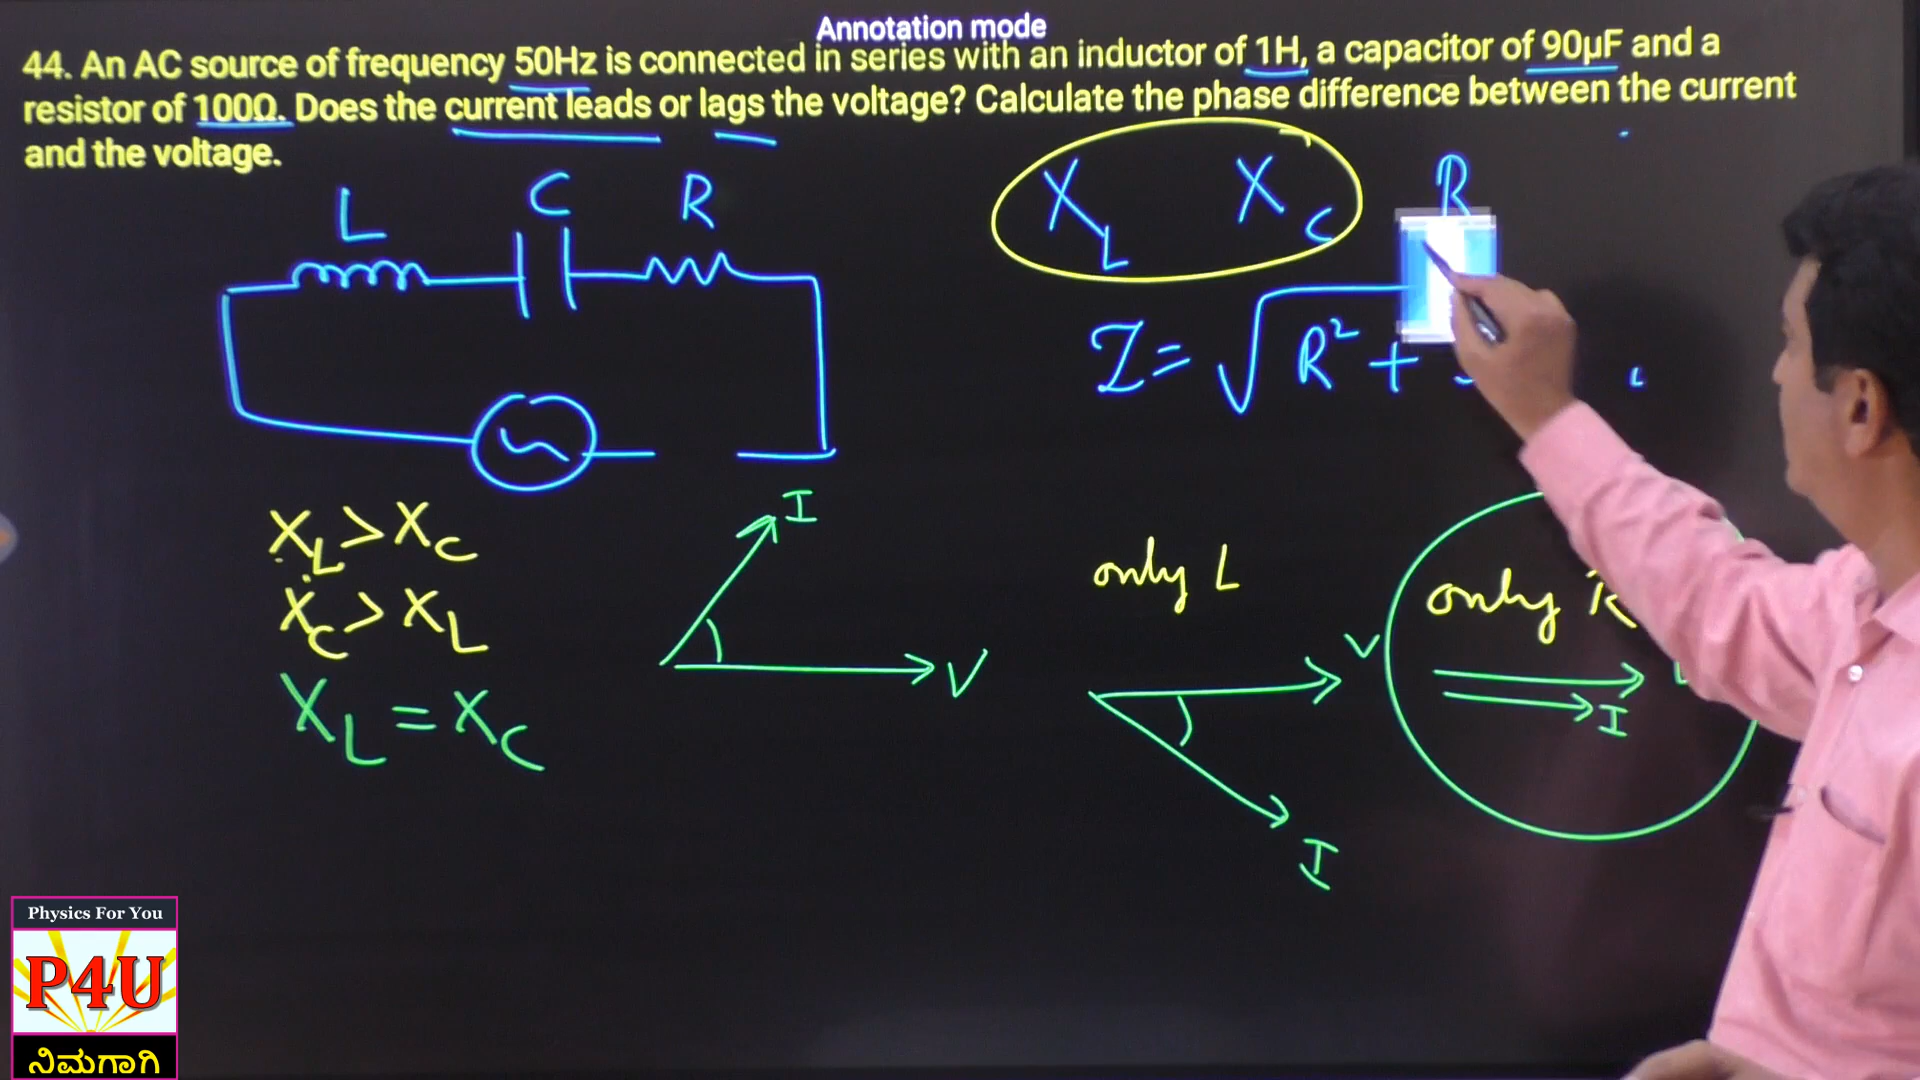 Annotation mode
44. An AC source of frequency 50Hz is connected in series with an inductor of 1H, a capacitor of 90µF and a
resistor of 100Ω. Does the current leads or lags the voltage? Calculate the phase difference between the current
and the voltage.
L C R
X_L X_C R
Z = √R² +
X_L > X_C
X_C > X_L
X_L = X_C
I
V
only L
V
I
only R
I
Physics For You
P4U
ನಿಮಗಾಗಿ